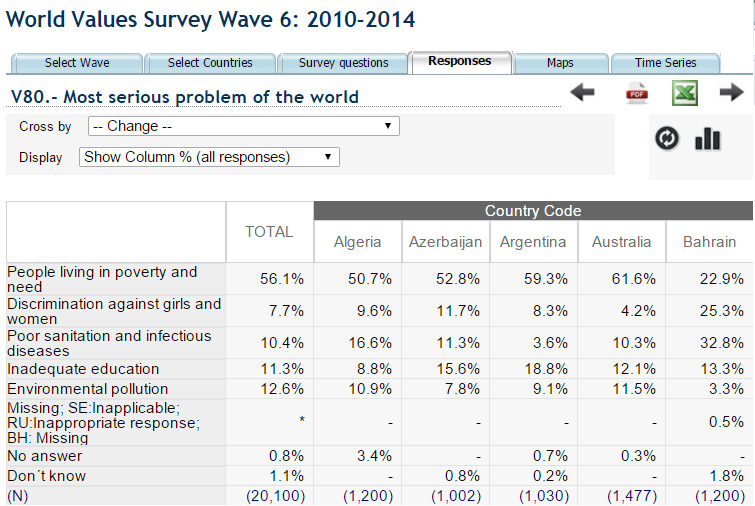 World Values Survey Wave 6: 2010-2014
Select Wave Select Countries Survey questions Responses Maps Time Series
V80.- Most serious problem of the world
PDF
Cross by -- Change --
Display Show Column % (all responses)
Country Code
TOTAL Algeria Azerbaijan Argentina Australia Bahrain
People living in poverty and
need 56.1% 50.7% 52.8% 59.3% 61.6% 22.9%
Discrimination against girls and
women 7.7% 9.6% 11.7% 8.3% 4.2% 25.3%
Poor sanitation and infectious
diseases 10.4% 16.6% 11.3% 3.6% 10.3% 32.8%
Inadequate education 11.3% 8.8% 15.6% 18.8% 12.1% 13.3%
Environmental pollution 12.6% 10.9% 7.8% 9.1% 11.5% 3.3%
Missing; SE:Inapplicable;
RU:Inappropriate response; * - - - - 0.5%
BH: Missing
No answer 0.8% 3.4% - 0.7% 0.3% -
Don´t know 1.1% - 0.8% 0.2% - 1.8%
(N) (20,100) (1,200) (1,002) (1,030) (1,477) (1,200)